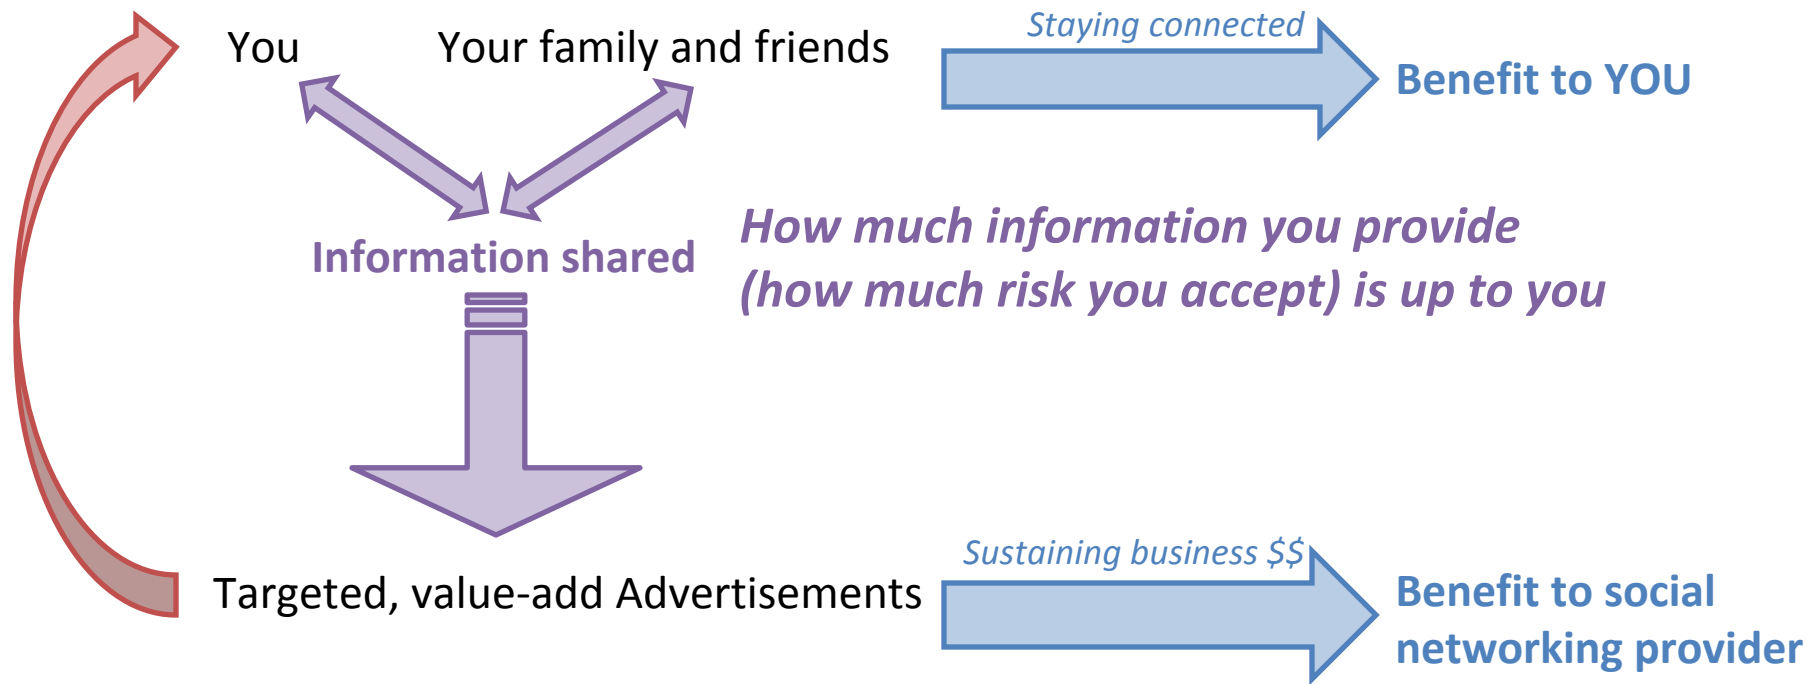 Staying connected
You
Your family and friends
Benefit to YOU
How much information you provide
Information shared
(how much risk you accept) is up to you
Sustaining business $$
Targeted, value-add Advertisements
Benefit to social
networking provider